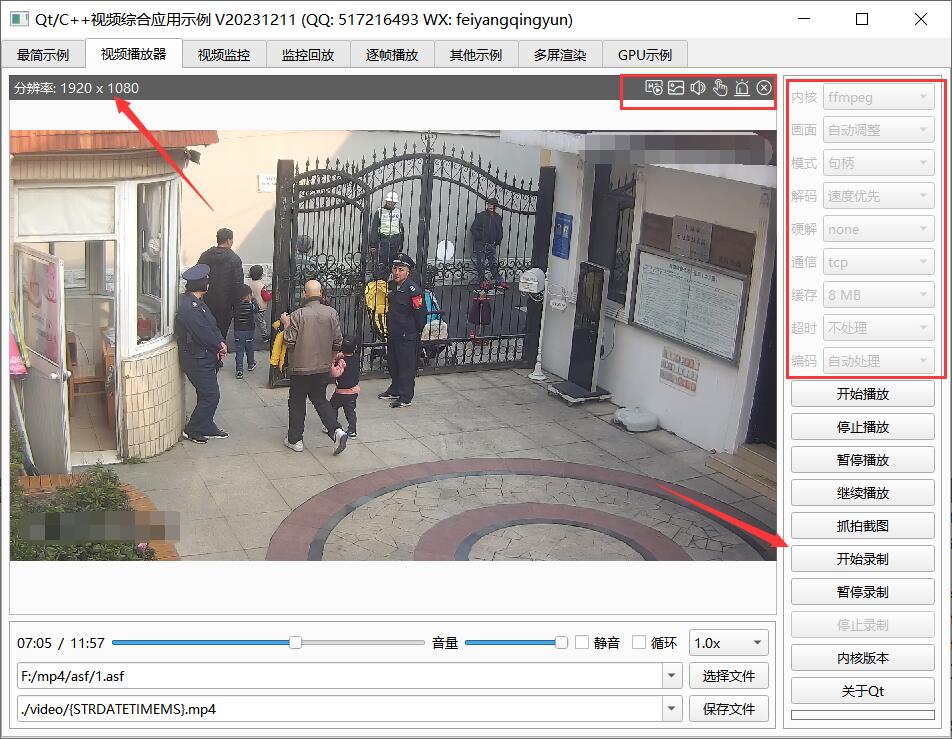 Qt/C++视频综合应用示例 V20231211 (QQ: 517216493 WX: feiyangqingyun)
最简示例 视频播放器 视频监控 监控回放 逐帧播放 其他示例 多屏渲染 GPU示例
分辨率: 1920 x 1080
内核 ffmpeg
画面 自动调整
模式 句柄
解码 速度优先
硬解 none
通信 tcp
缓存 8 MB
超时 不处理
编码 自动处理
开始播放
停止播放
暂停播放
继续播放
抓拍截图
开始录制
暂停录制
停止录制
内核版本
关于Qt
07:05 / 11:57 音量 静音 循环 1.0x
F:/mp4/asf/1.asf 选择文件
./video/{STRDATETIMEMS}.mp4 保存文件